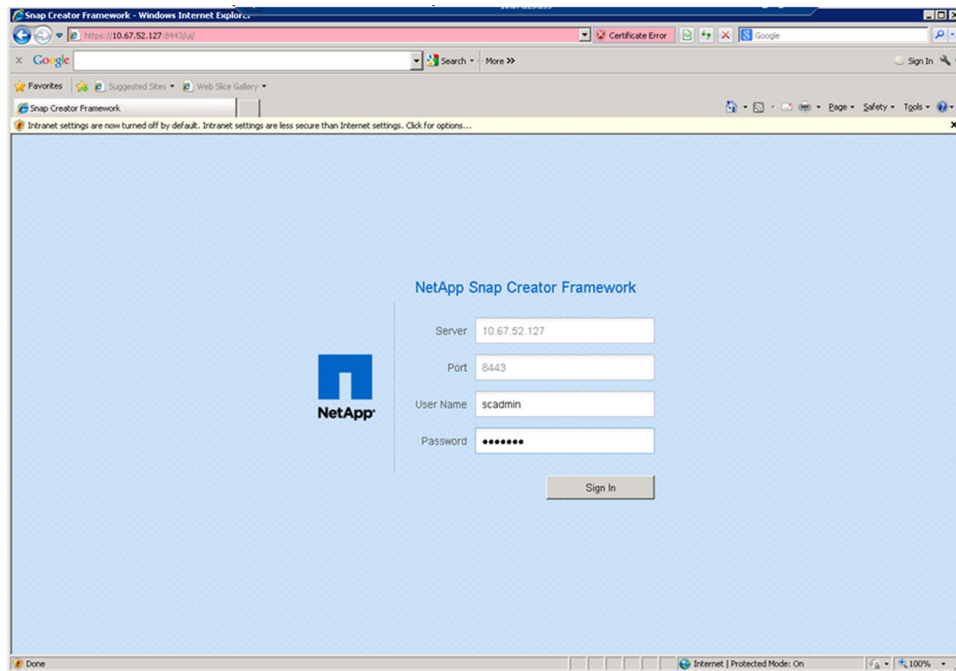 Snap Creator Framework - Windows Internet Explorer
https://10.67.52.127:8443/ui/
Certificate Error
Google
Google
Search
More >>
Sign In
Favorites
Suggested Sites
Web Slice Gallery
Snap Creator Framework
Page
Safety
Tools
Intranet settings are now turned off by default. Intranet settings are less secure than Internet settings. Click for options...
NetApp Snap Creator Framework
Server
10.67.52.127
Port
8443
NetApp
User Name
scadmin
Password
•••••••
Sign In
Done
Internet | Protected Mode: On
100%